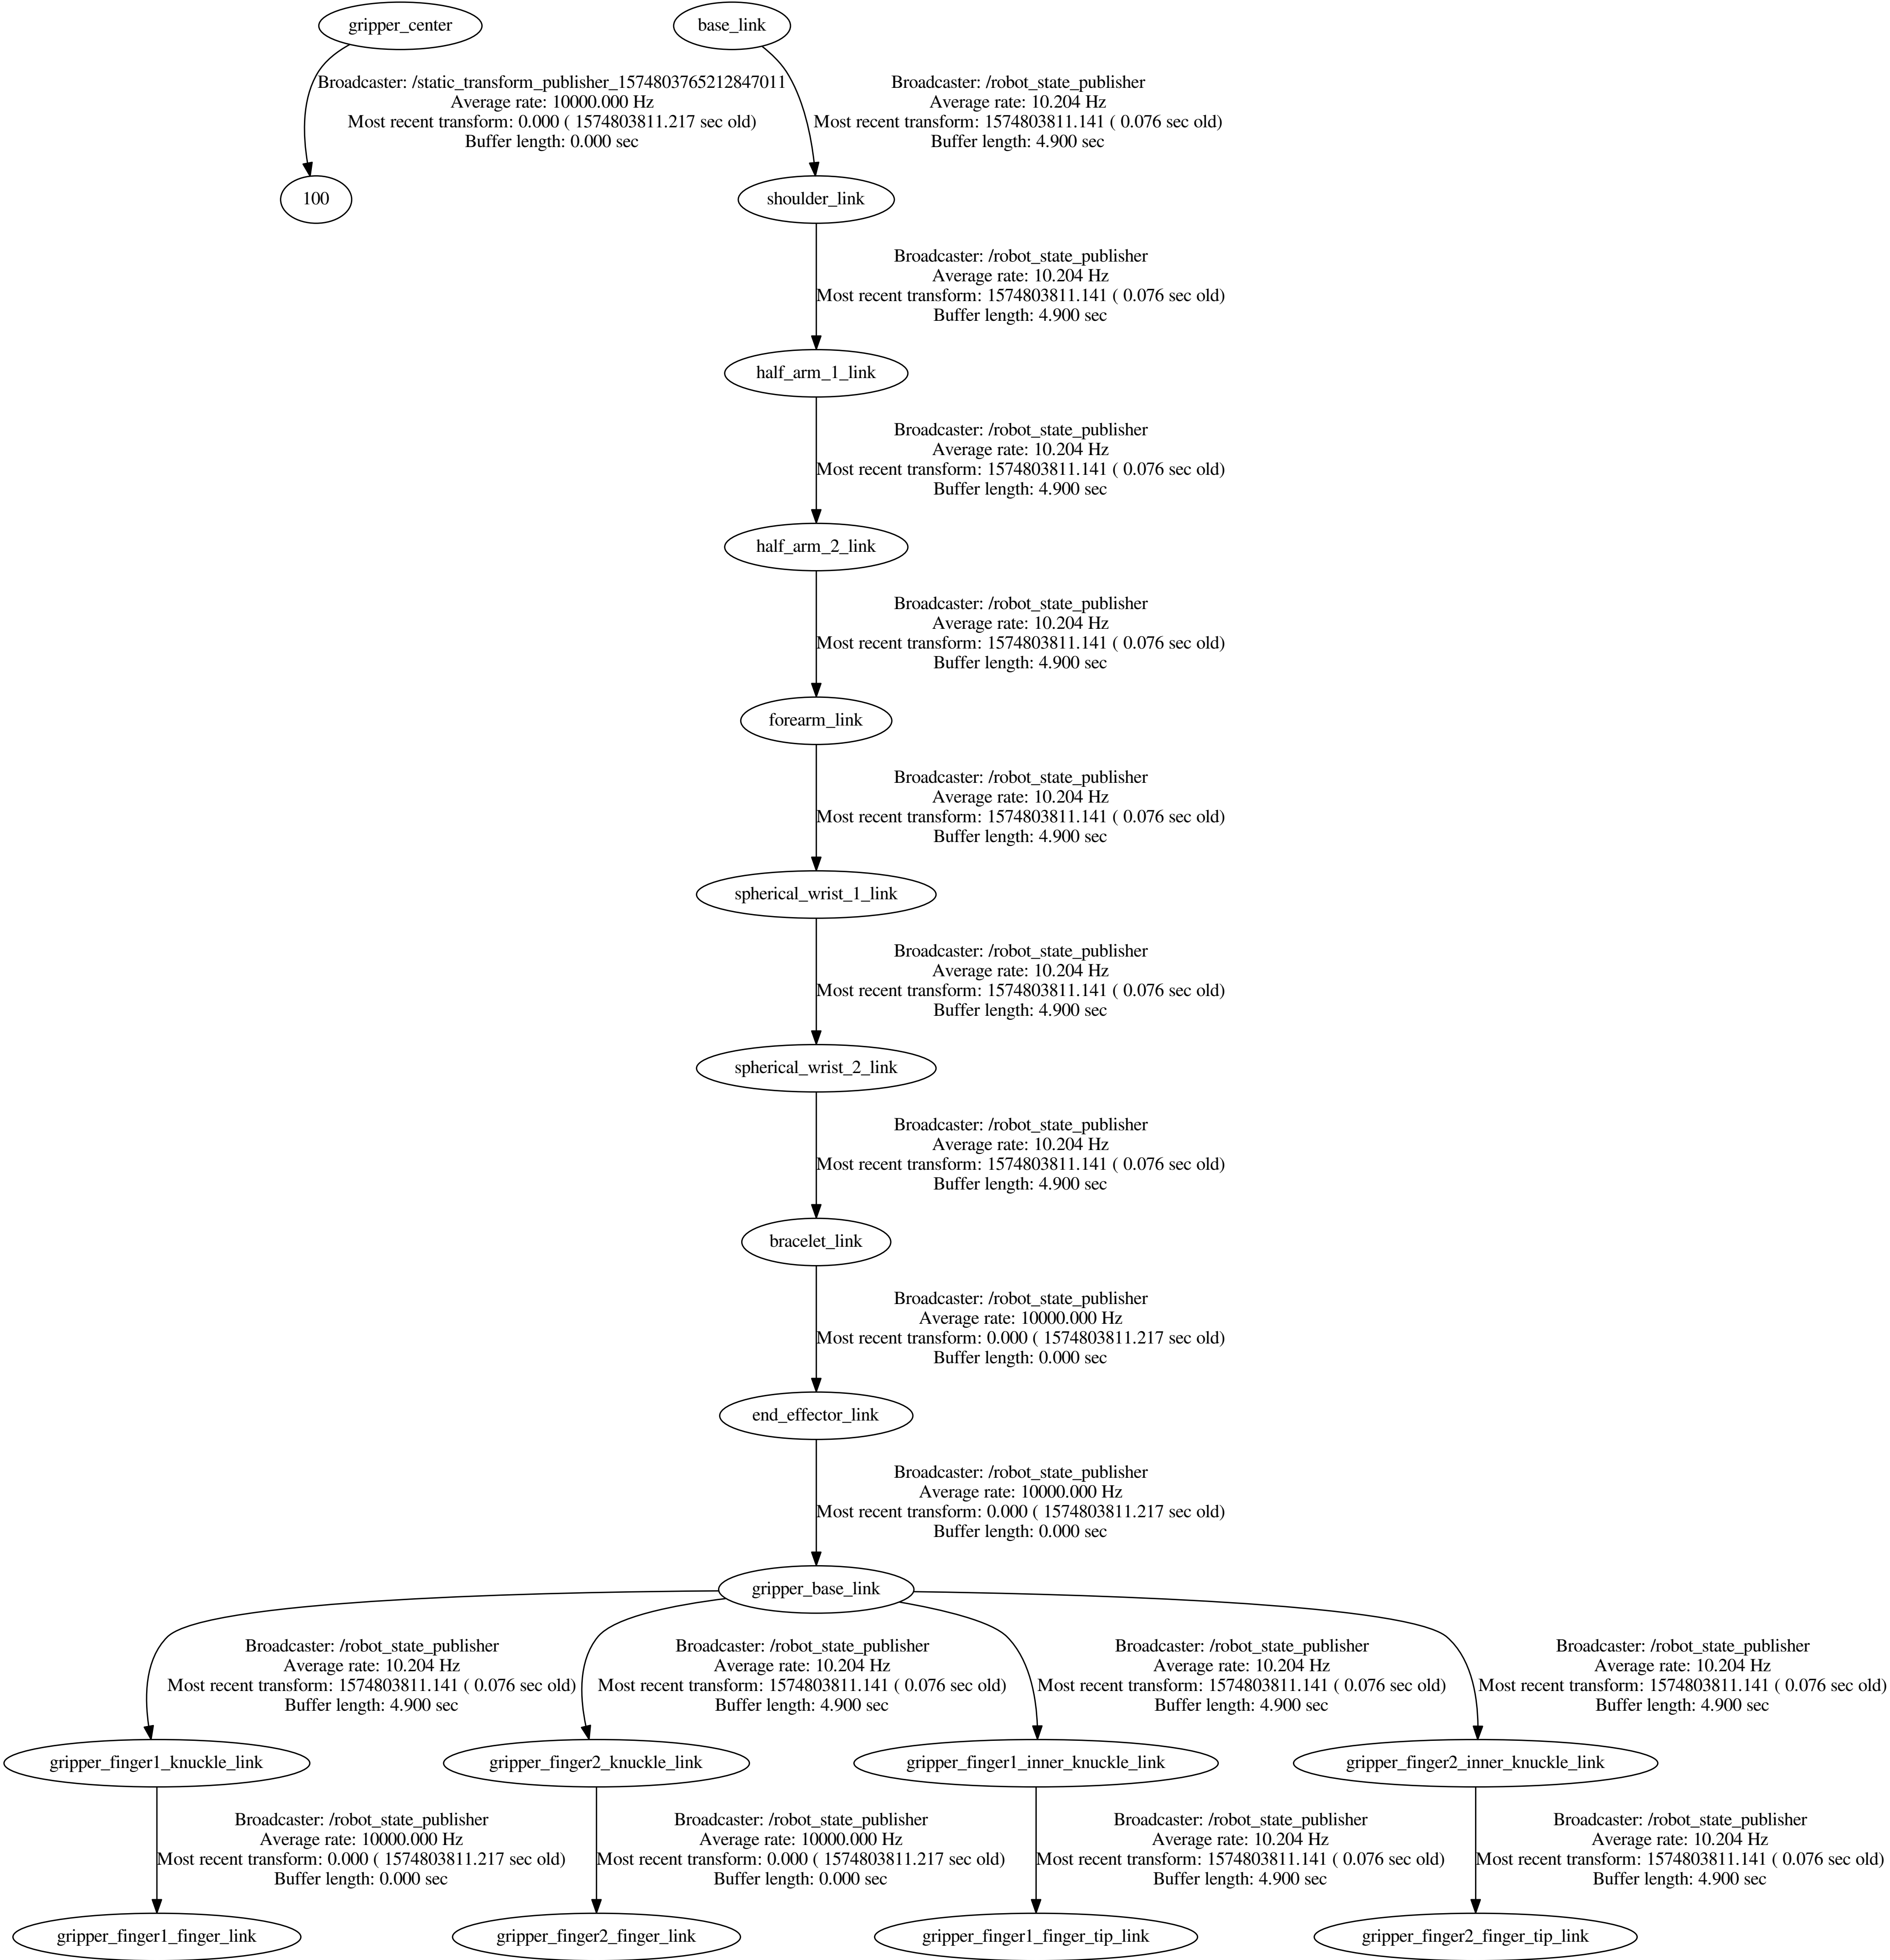 gripper_center
base_link
Broadcaster: /static_transform_publisher_1574803765212847011
Average rate: 10000.000 Hz
Most recent transform: 0.000 ( 1574803811.217 sec old)
Buffer length: 0.000 sec
Broadcaster: /robot_state_publisher
Average rate: 10.204 Hz
Most recent transform: 1574803811.141 ( 0.076 sec old)
Buffer length: 4.900 sec
100
shoulder_link
Broadcaster: /robot_state_publisher
Average rate: 10.204 Hz
Most recent transform: 1574803811.141 ( 0.076 sec old)
Buffer length: 4.900 sec
half_arm_1_link
Broadcaster: /robot_state_publisher
Average rate: 10.204 Hz
Most recent transform: 1574803811.141 ( 0.076 sec old)
Buffer length: 4.900 sec
half_arm_2_link
Broadcaster: /robot_state_publisher
Average rate: 10.204 Hz
Most recent transform: 1574803811.141 ( 0.076 sec old)
Buffer length: 4.900 sec
forearm_link
Broadcaster: /robot_state_publisher
Average rate: 10.204 Hz
Most recent transform: 1574803811.141 ( 0.076 sec old)
Buffer length: 4.900 sec
spherical_wrist_1_link
Broadcaster: /robot_state_publisher
Average rate: 10.204 Hz
Most recent transform: 1574803811.141 ( 0.076 sec old)
Buffer length: 4.900 sec
spherical_wrist_2_link
Broadcaster: /robot_state_publisher
Average rate: 10.204 Hz
Most recent transform: 1574803811.141 ( 0.076 sec old)
Buffer length: 4.900 sec
bracelet_link
Broadcaster: /robot_state_publisher
Average rate: 10000.000 Hz
Most recent transform: 0.000 ( 1574803811.217 sec old)
Buffer length: 0.000 sec
end_effector_link
Broadcaster: /robot_state_publisher
Average rate: 10000.000 Hz
Most recent transform: 0.000 ( 1574803811.217 sec old)
Buffer length: 0.000 sec
gripper_base_link
Broadcaster: /robot_state_publisher
Average rate: 10.204 Hz
Most recent transform: 1574803811.141 ( 0.076 sec old)
Buffer length: 4.900 sec
Broadcaster: /robot_state_publisher
Average rate: 10.204 Hz
Most recent transform: 1574803811.141 ( 0.076 sec old)
Buffer length: 4.900 sec
Broadcaster: /robot_state_publisher
Average rate: 10.204 Hz
Most recent transform: 1574803811.141 ( 0.076 sec old)
Buffer length: 4.900 sec
Broadcaster: /robot_state_publisher
Average rate: 10.204 Hz
Most recent transform: 1574803811.141 ( 0.076 sec old)
Buffer length: 4.900 sec
gripper_finger1_knuckle_link
gripper_finger2_knuckle_link
gripper_finger1_inner_knuckle_link
gripper_finger2_inner_knuckle_link
Broadcaster: /robot_state_publisher
Average rate: 10000.000 Hz
Most recent transform: 0.000 ( 1574803811.217 sec old)
Buffer length: 0.000 sec
Broadcaster: /robot_state_publisher
Average rate: 10000.000 Hz
Most recent transform: 0.000 ( 1574803811.217 sec old)
Buffer length: 0.000 sec
Broadcaster: /robot_state_publisher
Average rate: 10.204 Hz
Most recent transform: 1574803811.141 ( 0.076 sec old)
Buffer length: 4.900 sec
Broadcaster: /robot_state_publisher
Average rate: 10.204 Hz
Most recent transform: 1574803811.141 ( 0.076 sec old)
Buffer length: 4.900 sec
gripper_finger1_finger_link
gripper_finger2_finger_link
gripper_finger1_finger_tip_link
gripper_finger2_finger_tip_link